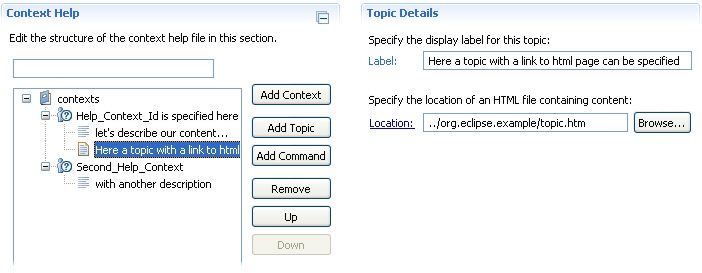 Context Help
Edit the structure of the context help file in this section.
contexts
Help_Context_Id is specified here
let's describe our content...
Here a topic with a link to html
Second_Help_Context
with another description
Add Context
Add Topic
Add Command
Remove
Up
Down
Topic Details
Specify the display label for this topic:
Label: Here a topic with a link to html page can be specified
Specify the location of an HTML file containing content:
Location: ../org.eclipse.example/topic.htm Browse...